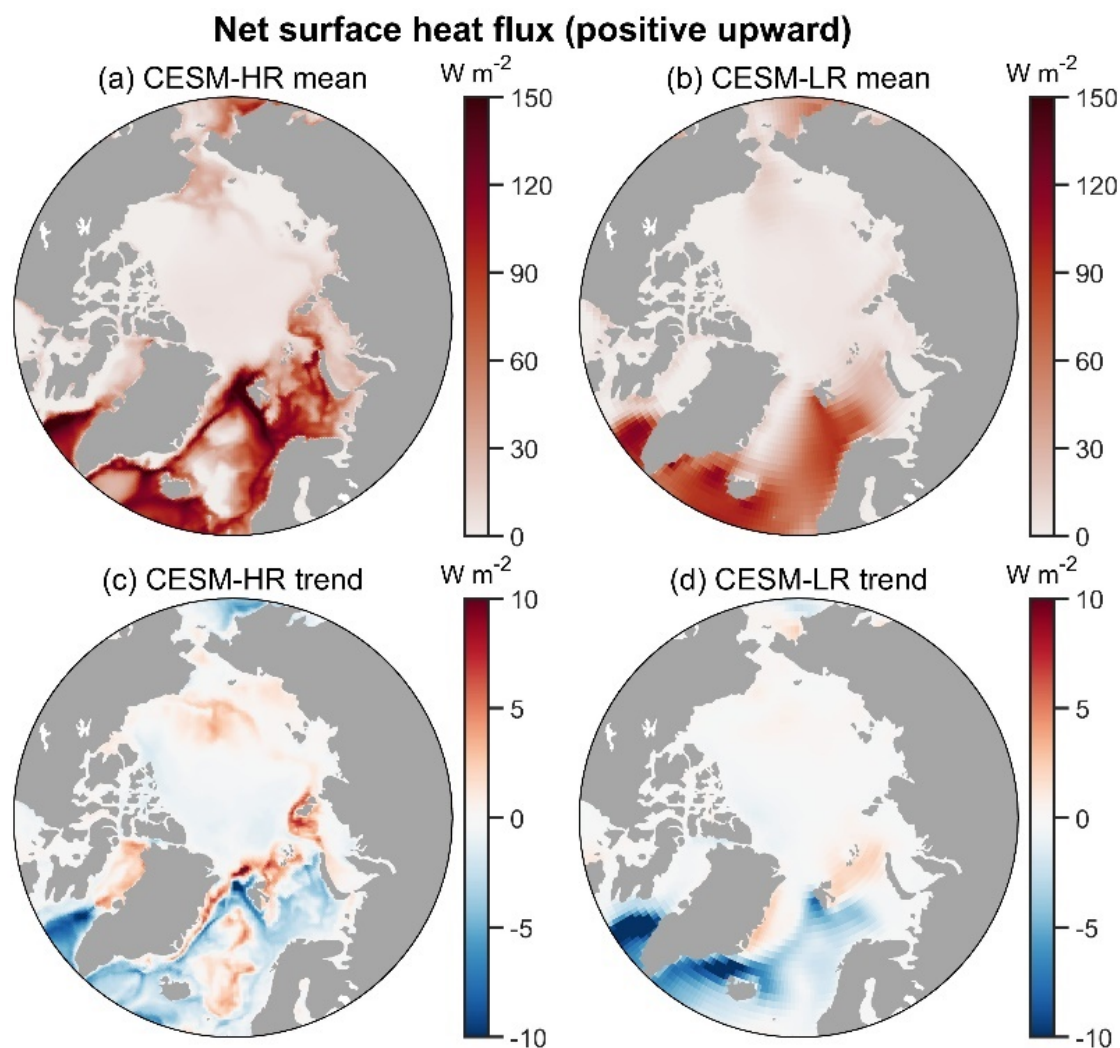 Net surface heat flux (positive upward)
(a) CESM-HR mean
W m-2
150
120
90
60
30
0
(b) CESM-LR mean
W m-2
150
120
90
60
30
0
(c) CESM-HR trend
W m-2
10
5
0
-5
-10
(d) CESM-LR trend
W m-2
10
5
0
-5
-10